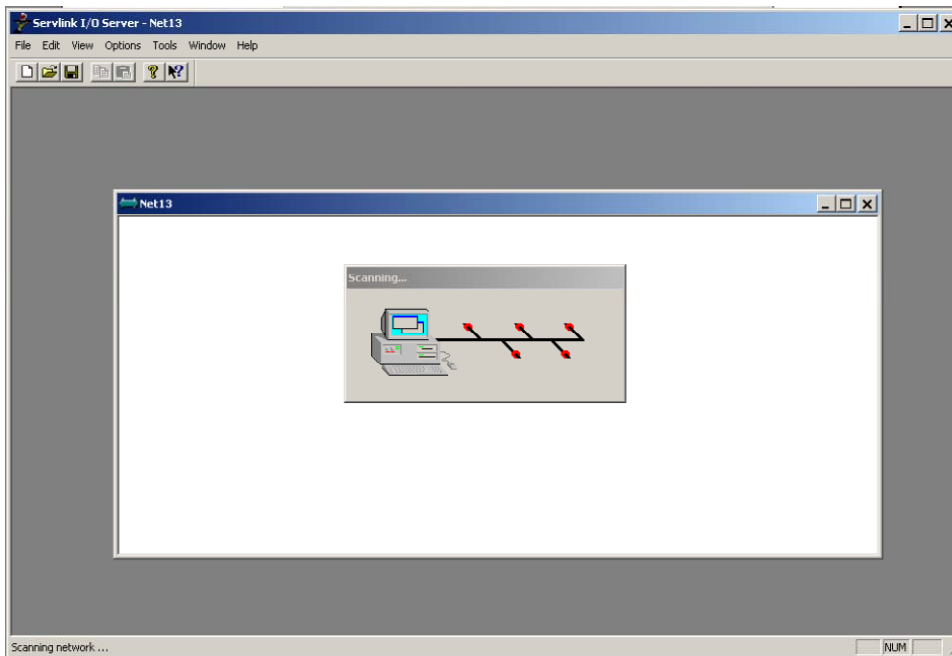 Servlink I/O Server - Net13
File Edit View Options Tools Window Help
Net13
Scanning...
Scanning network ...
NUM